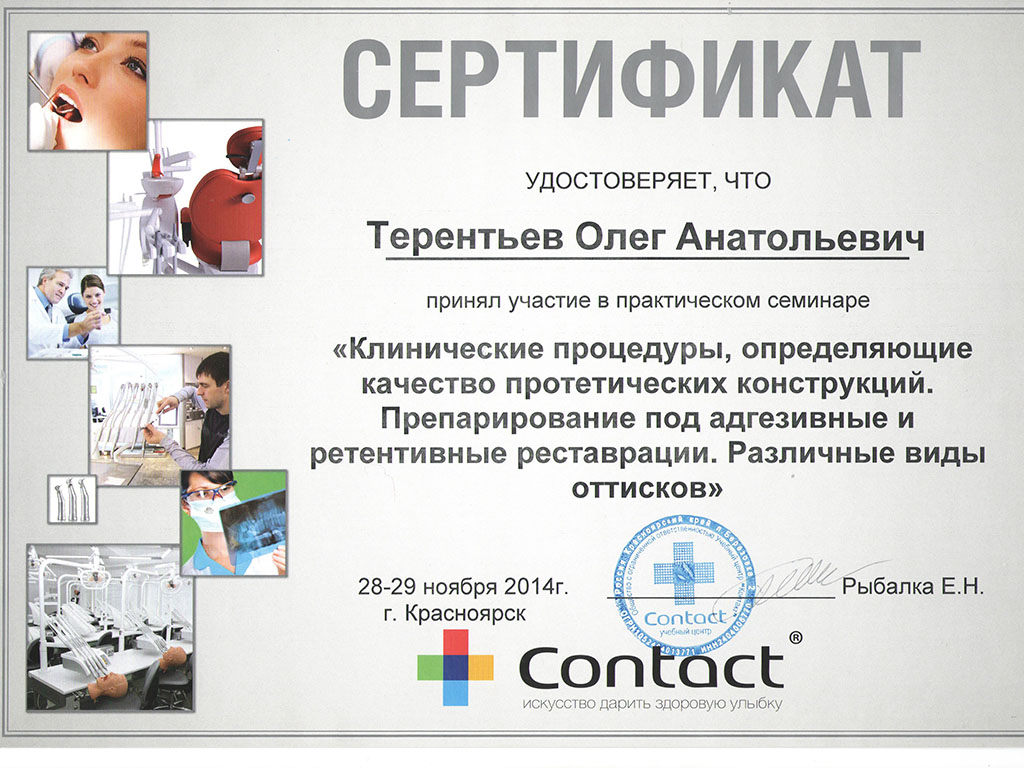 СЕРТИФИКАТ
УДОСТОВЕРЯЕТ, ЧТО
Терентьев Олег Анатольевич
принял участие в практическом семинаре
«Клинические процедуры, определяющие
качество протетических конструкций.
Препарирование под адгезивные и
ретентивные реставрации. Различные виды
оттисков»
28-29 ноября 2014г.
г. Красноярск
Рыбалка Е.Н.
Contact
учебный центр
Contact®
искусство дарить здоровую улыбку